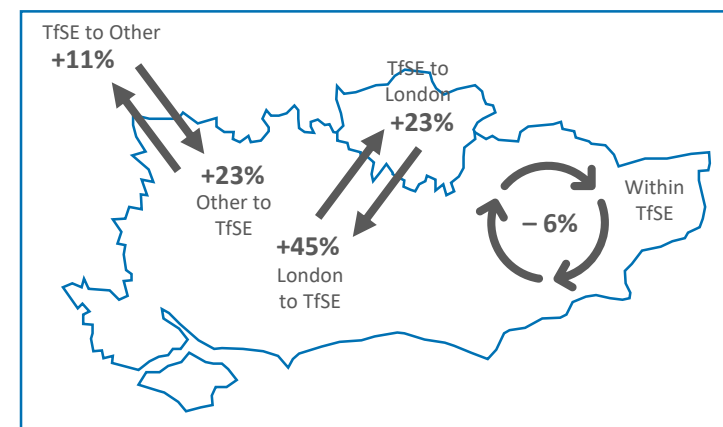 TfSE to Other
+11%
+23%
Other to
TfSE
TfSE to
London
+23%
+45%
London
to TfSE
Within
TfSE
– 6%